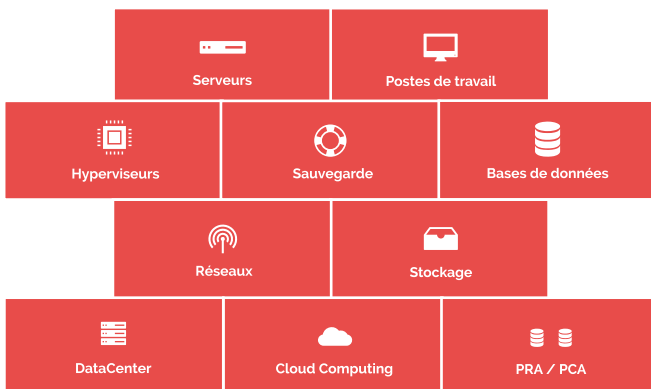 Serveurs
Postes de travail
Hyperviseurs
Sauvegarde
Bases de données
Réseaux
Stockage
DataCenter
Cloud Computing
PRA / PCA